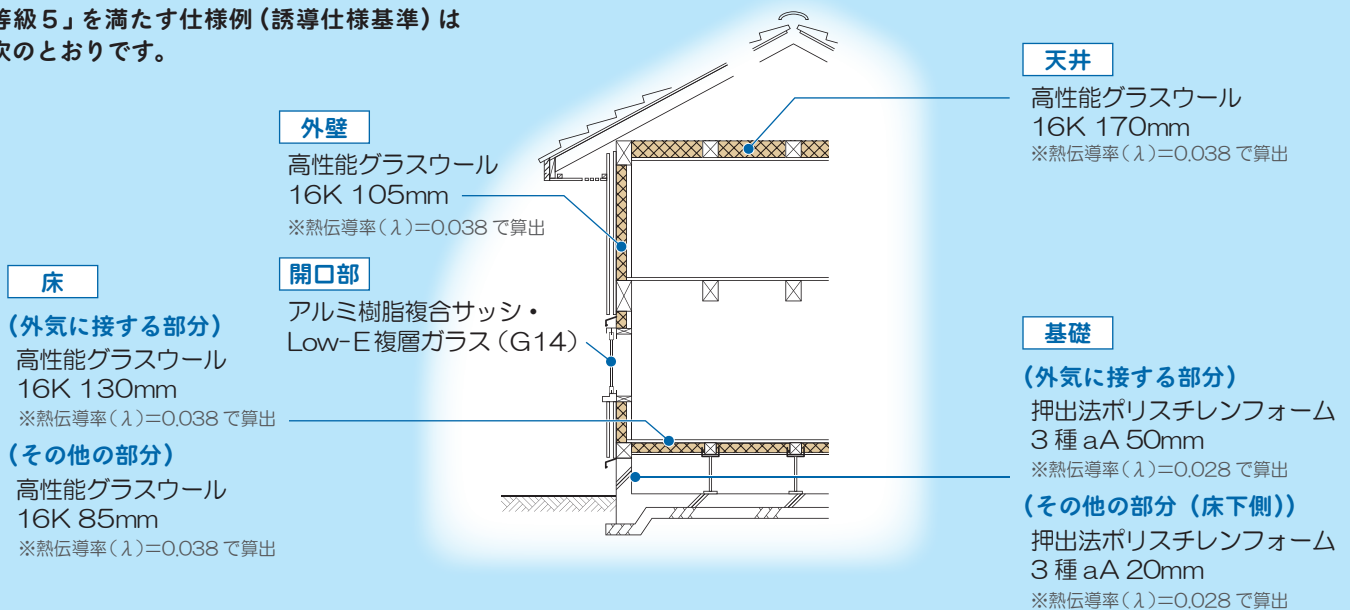 等級５」を満たす仕様例（誘導仕様基準）は
次のとおりです。
外壁
高性能グラスウール
16K 105mm
※熱伝導率（λ）＝0.038 で算出
開口部
アルミ樹脂複合サッシ・
Low-E複層ガラス（G14）
床
（外気に接する部分）
高性能グラスウール
16K 130mm
※熱伝導率（λ）＝0.038 で算出
（その他の部分）
高性能グラスウール
16K 85mm
※熱伝導率（λ）＝0.038 で算出
天井
高性能グラスウール
16K 170mm
※熱伝導率（λ）＝0.038 で算出
基礎
（外気に接する部分）
押出法ポリスチレンフォーム
3 種 aA 50mm
※熱伝導率（λ）＝0.028 で算出
（その他の部分（床下側））
押出法ポリスチレンフォーム
3 種 aA 20mm
※熱伝導率（λ）＝0.028 で算出